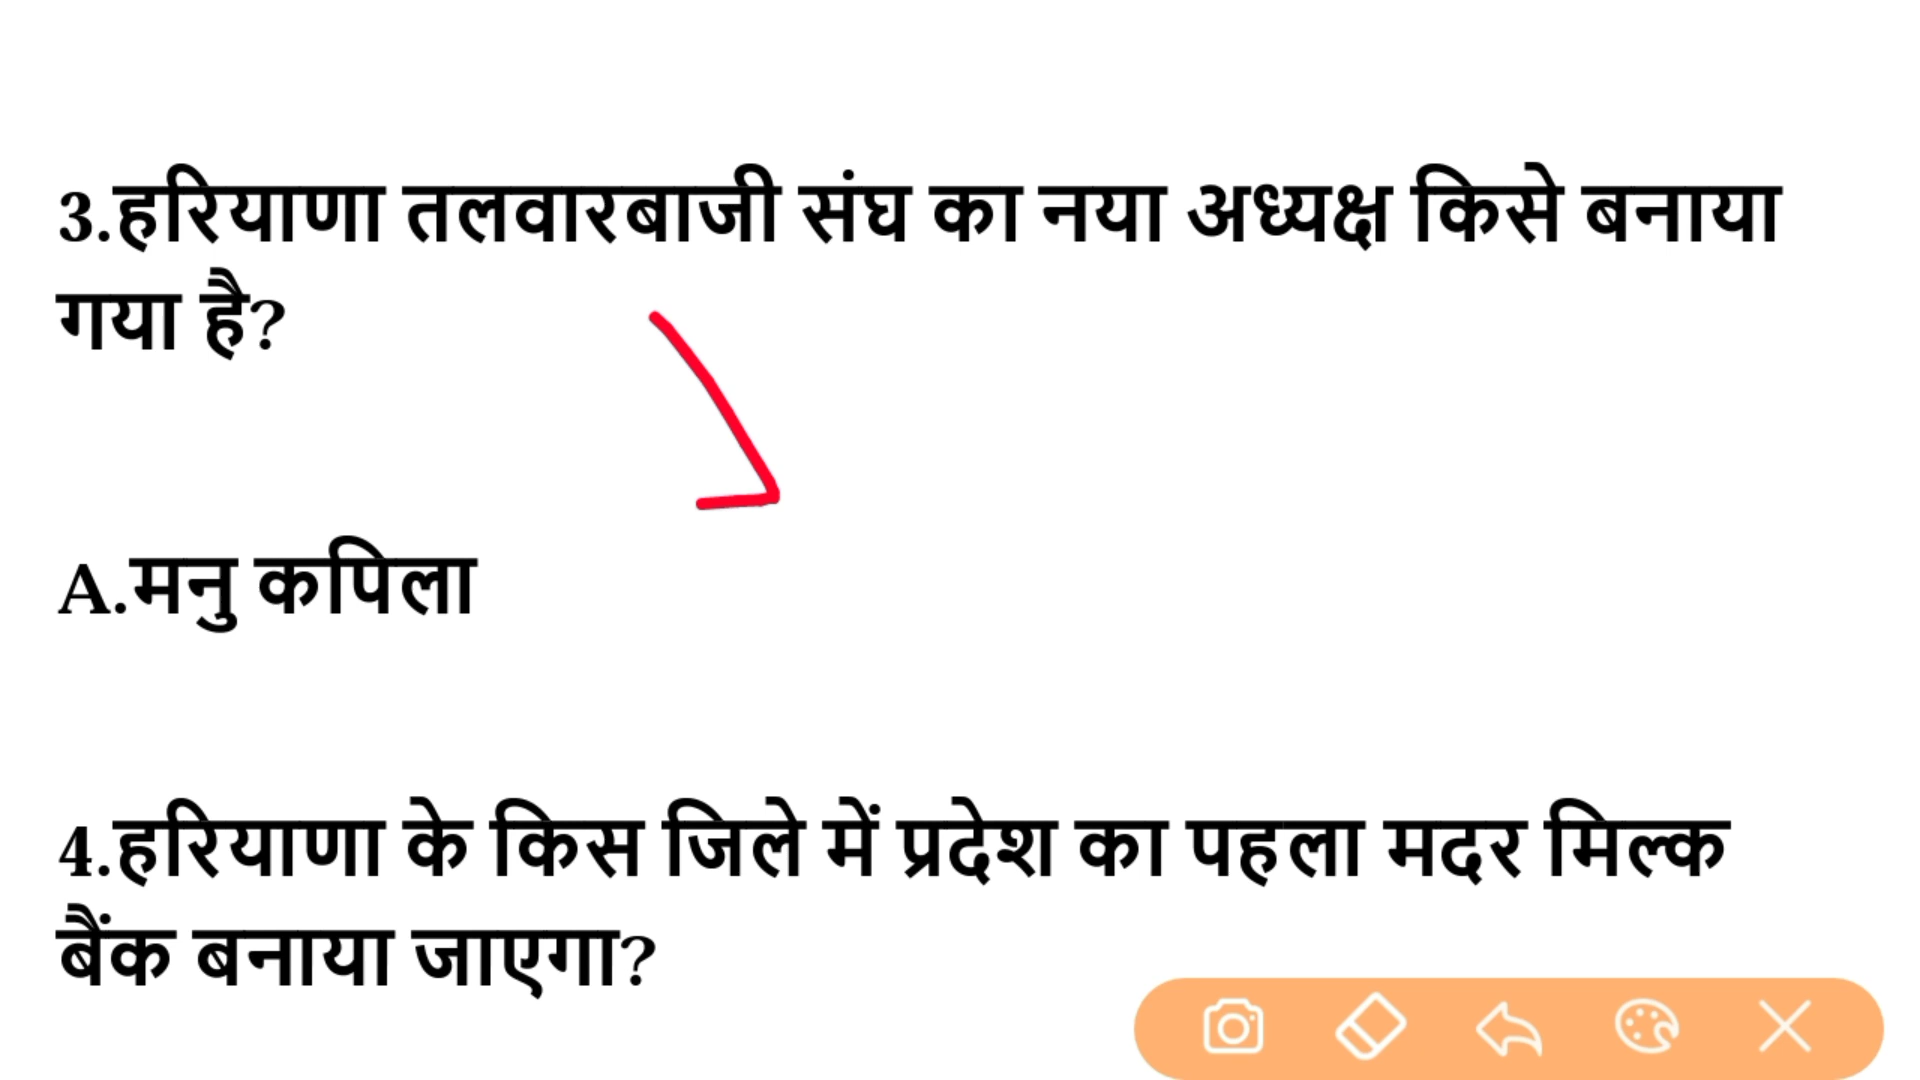 3.हरियाणा तलवारबाजी संघ का नया अध्यक्ष किसे बनाया
गया है?
A.मनु कपिला
4.हरियाणा के किस जिले में प्रदेश का पहला मदर मिल्क
बैंक बनाया जाएगा?